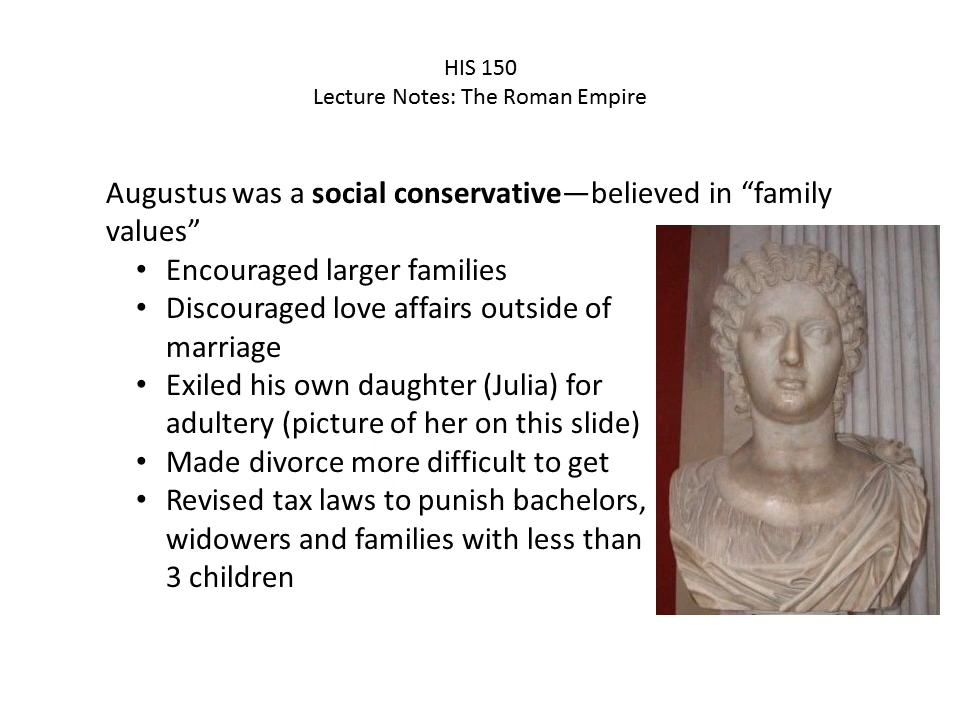 HIS 150
Lecture Notes: The Roman Empire
Augustus was a social conservative—believed in “family
values”
• Encouraged larger families
• Discouraged love affairs outside of
marriage
• Exiled his own daughter (Julia) for
adultery (picture of her on this slide)
• Made divorce more difficult to get
• Revised tax laws to punish bachelors,
widowers and families with less than
3 children